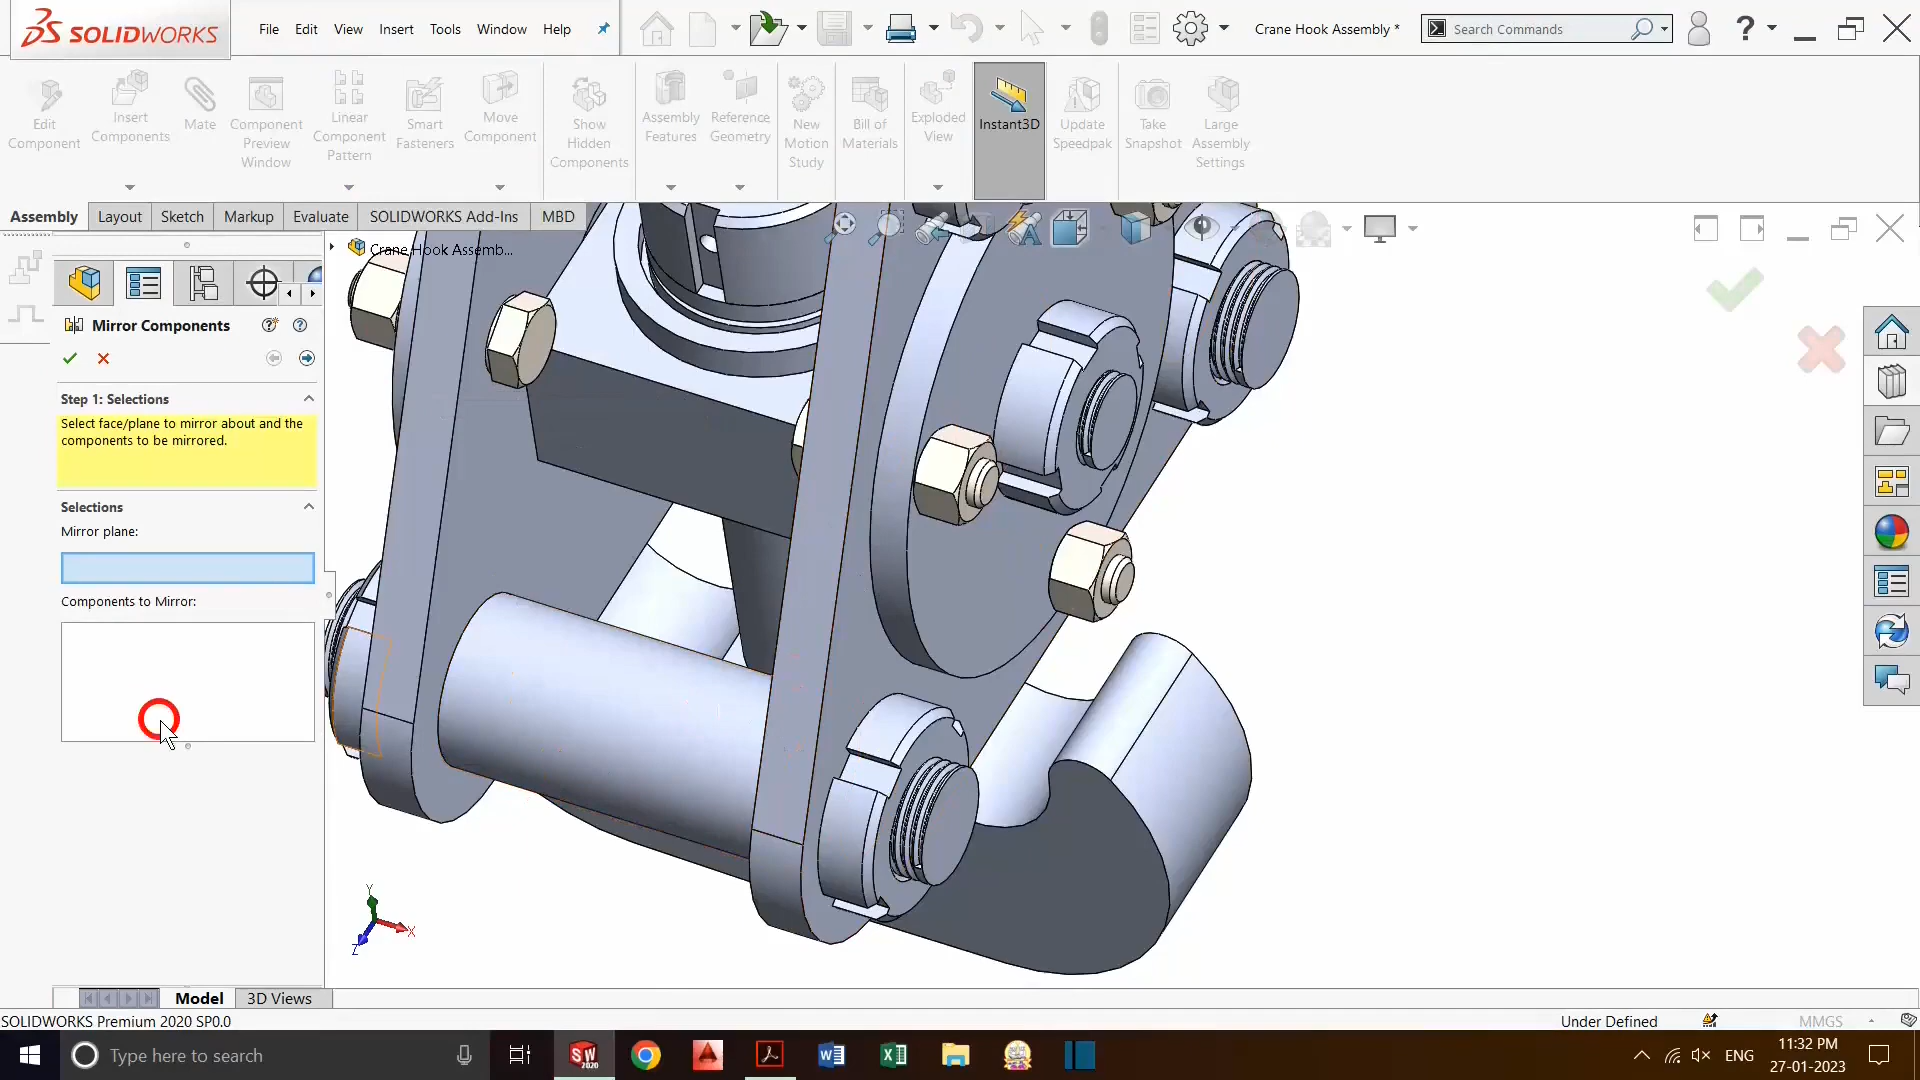 SOLIDWORKS
File Edit View Insert Tools Window Help
Crane Hook Assembly *
Search Commands
Edit Component
Insert Components
Mate
Component Preview Window
Linear Component Pattern
Smart Fasteners
Move Component
Show Hidden Components
Assembly Features
Reference Geometry
New Motion Study
Bill of Materials
Exploded View
Instant3D
Update Speedpak
Take Snapshot
Large Assembly Settings
Assembly Layout Sketch Markup Evaluate SOLIDWORKS Add-Ins MBD
Crane Hook Assemb...
Mirror Components
Step 1: Selections
Select face/plane to mirror about and the
components to be mirrored.
Selections
Mirror plane:
Components to Mirror:
Y
X
Z
Model 3D Views
SOLIDWORKS Premium 2020 SP0.0
Under Defined
MMGS
Type here to search
SW
2020
ENG
11:32 PM
27-01-2023